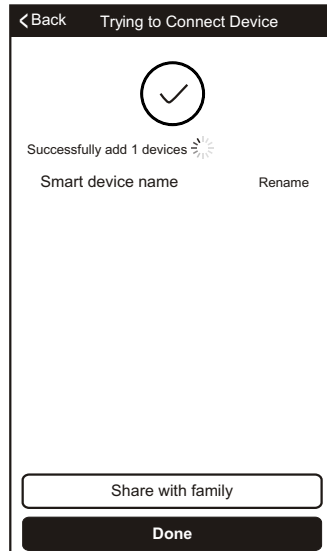 Back Trying to Connect Device
Successfully add 1 devices
Smart device name Rename
Share with family
Done